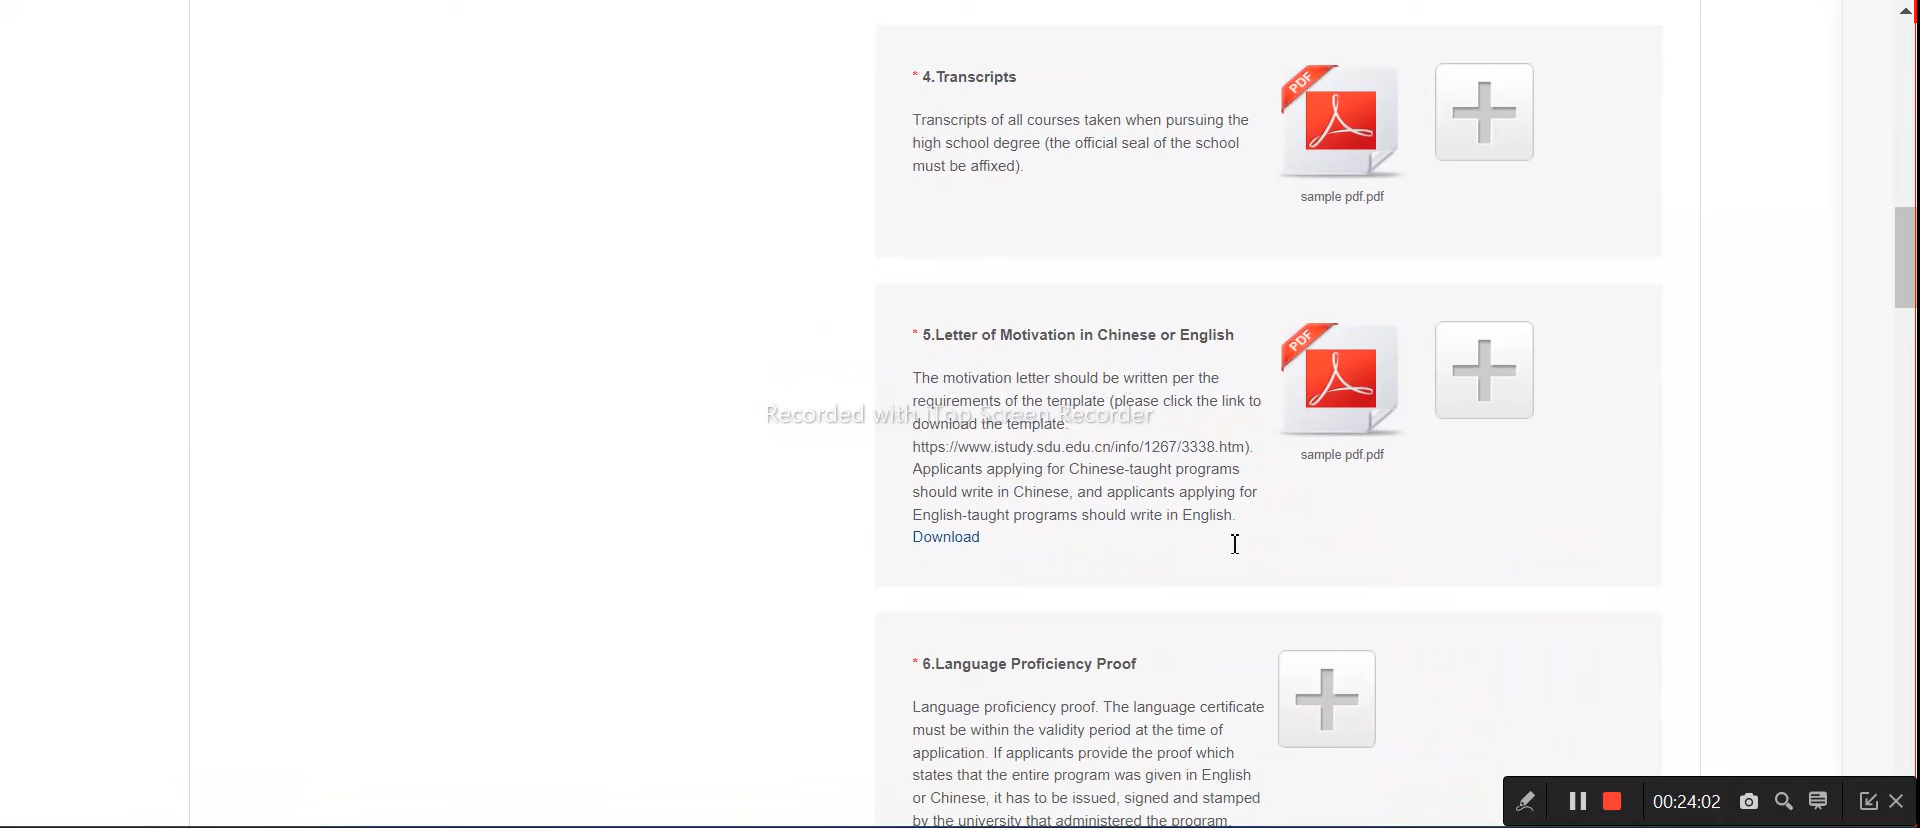 * 4.Transcripts
Transcripts of all courses taken when pursuing the
high school degree (the official seal of the school
must be affixed).
PDF
sample pdf.pdf
* 5.Letter of Motivation in Chinese or English
The motivation letter should be written per the
requirements of the template (please click the link to
download the template:
https://www.istudy.sdu.edu.cn/info/1267/3338.htm).
Applicants applying for Chinese-taught programs
should write in Chinese, and applicants applying for
English-taught programs should write in English.
Download
PDF
sample pdf.pdf
Recorded with iTop Screen Recorder
* 6.Language Proficiency Proof
Language proficiency proof. The language certificate
must be within the validity period at the time of
application. If applicants provide the proof which
states that the entire program was given in English
or Chinese, it has to be issued, signed and stamped
by the university that administered the program.
00:24:02